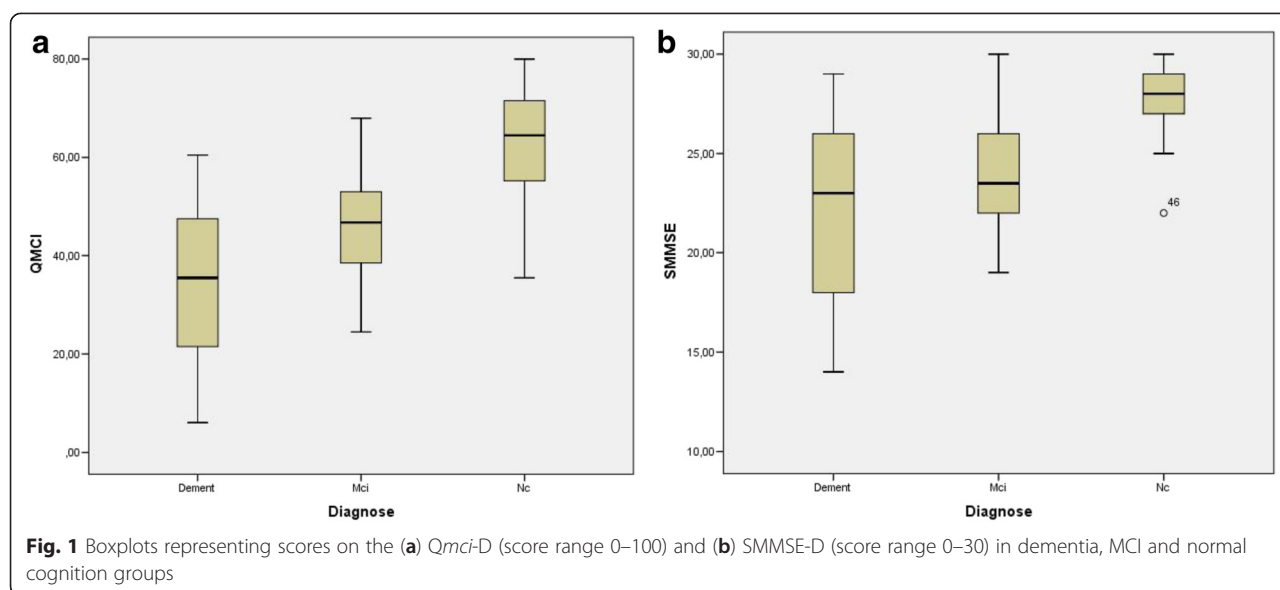 a
80,00
60,00
40,00
20,00
,00
QMCI
Dement Mci Nc
Diagnose
b
30,00
25,00
20,00
15,00
10,00
SMMSE
46
Dement Mci Nc
Diagnose
Fig. 1 Boxplots representing scores on the (a) Qmci-D (score range 0–100) and (b) SMMSE-D (score range 0–30) in dementia, MCI and normal
cognition groups